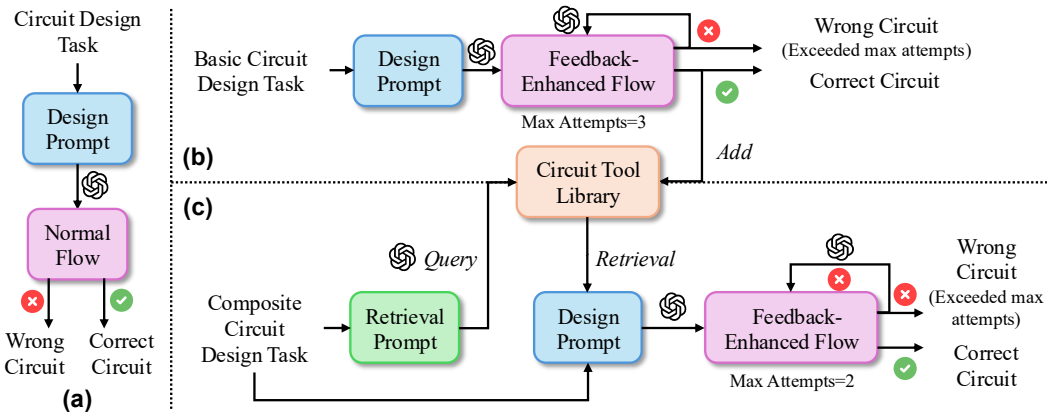 Circuit Design
Task
Design
Prompt
Normal
Flow
Wrong
Circuit
Correct
Circuit
(a)
Basic Circuit
Design Task
Design
Prompt
Feedback-
Enhanced Flow
Max Attempts=3
Wrong Circuit
(Exceeded max attempts)
Correct Circuit
(b)
Add
Circuit Tool
Library
(c)
Query
Retrieval
Composite
Circuit
Design Task
Retrieval
Prompt
Design
Prompt
Feedback-
Enhanced Flow
Max Attempts=2
Wrong
Circuit
(Exceeded max
attempts)
Correct
Circuit